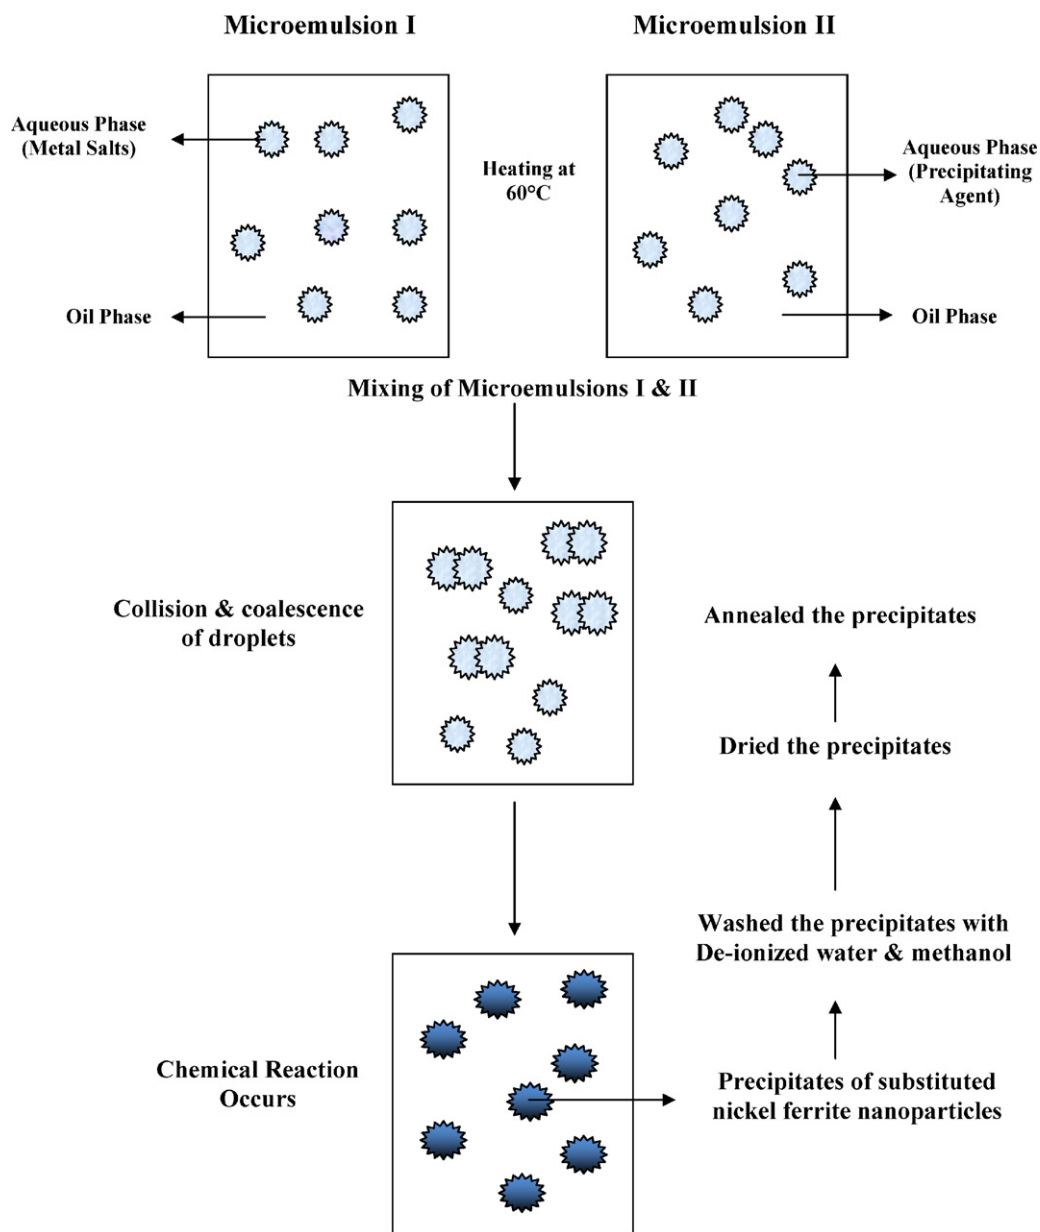 Microemulsion I
Microemulsion II
Aqueous Phase
(Metal Salts)
Heating at
60°C
Aqueous Phase
(Precipitating
Agent)
Oil Phase
Oil Phase
Mixing of Microemulsions I & II
Collision & coalescence
of droplets
Annealed the precipitates
Dried the precipitates
Washed the precipitates with
De-ionized water & methanol
Chemical Reaction
Occurs
Precipitates of substituted
nickel ferrite nanoparticles